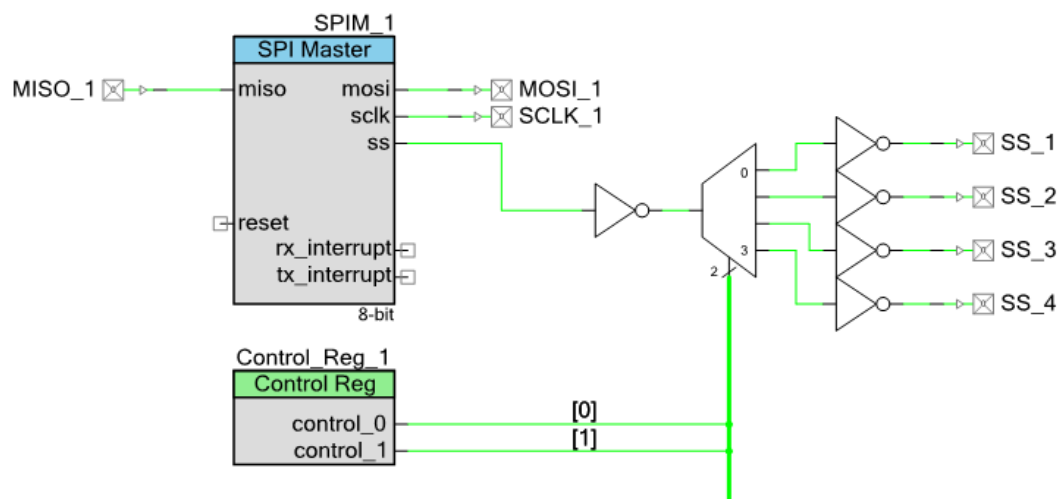 SPIM_1
SPI Master
MISO_1
miso
mosi
MOSI_1
sclk
SCLK_1
ss
reset
rx_interrupt
tx_interrupt
8-bit
0
3
2
SS_1
SS_2
SS_3
SS_4
Control_Reg_1
Control Reg
control_0
[0]
control_1
[1]